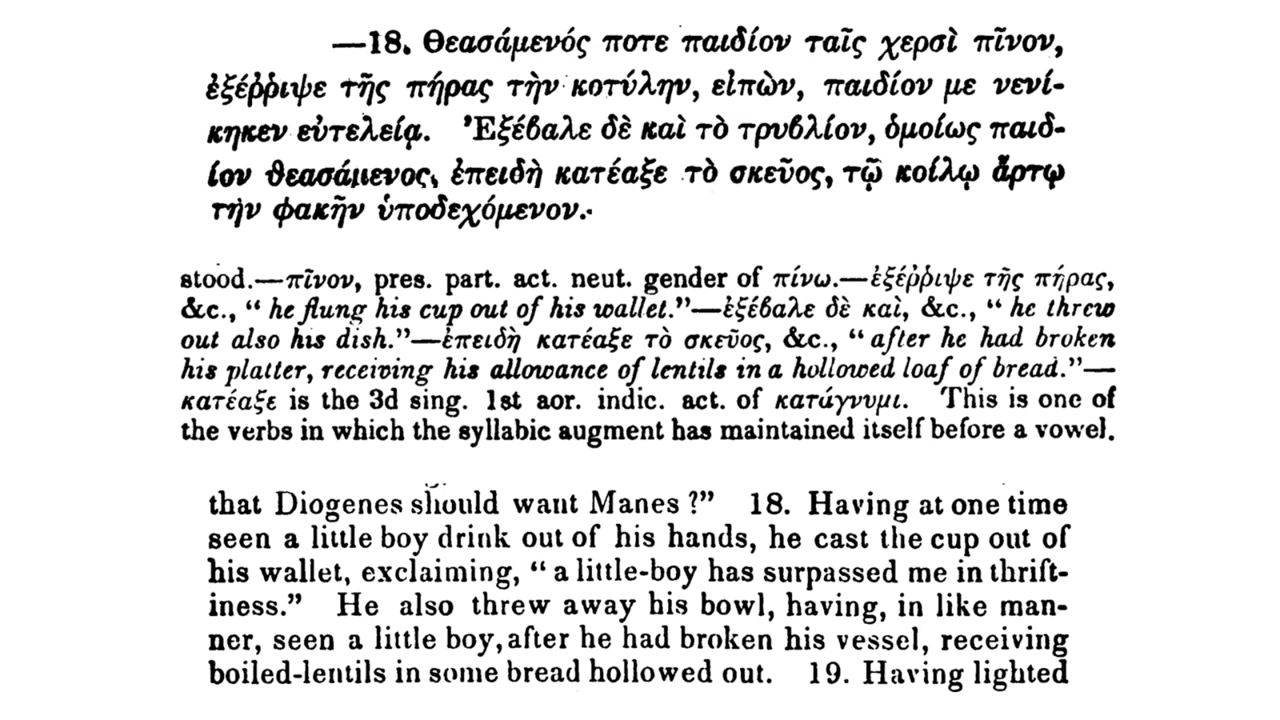 —18. Θεασάμενός ποτε παιδίον ταῖς χερσὶ πῖνον,
ἐξέῤῥιψε τῆς πήρας τὴν κοτύλην, εἰπὼν, παιδίον με νενί-
κηκεν εὐτελείᾳ. Ἐξέϐαλε δὲ καὶ τὸ τρυϐλίον, ὁμοίως παιδ-
ίον θεασάμενος, ἐπειδὴ κατέαξε τὸ σκεῦος, τῷ κοίλῳ ἄρτῳ
τὴν φακῆν ὑποδεχόμενον.
stood.—πῖνον, pres. part. act. neut. gender of πίνω.—ἐξέῤῥιψε τῆς πήρας,
&c., “he flung his cup out of his wallet.”—ἐξέϐαλε δὲ καὶ, &c., “he threw
out also his dish.”—ἐπειδὴ κατέαξε τὸ σκεῦος, &c., “after he had broken
his platter, receiving his allowance of lentils in a hollowed loaf of bread.”—
κατέαξε is the 3d sing. 1st aor. indic. act. of κατάγνυμι. This is one of
the verbs in which the syllabic augment has maintained itself before a vowel.
that Diogenes should want Manes?” 18. Having at one time
seen a little boy drink out of his hands, he cast the cup out of
his wallet, exclaiming, “a little-boy has surpassed me in thrift-
iness.” He also threw away his bowl, having, in like man-
ner, seen a little boy, after he had broken his vessel, receiving
boiled-lentils in some bread hollowed out. 19. Having lighted